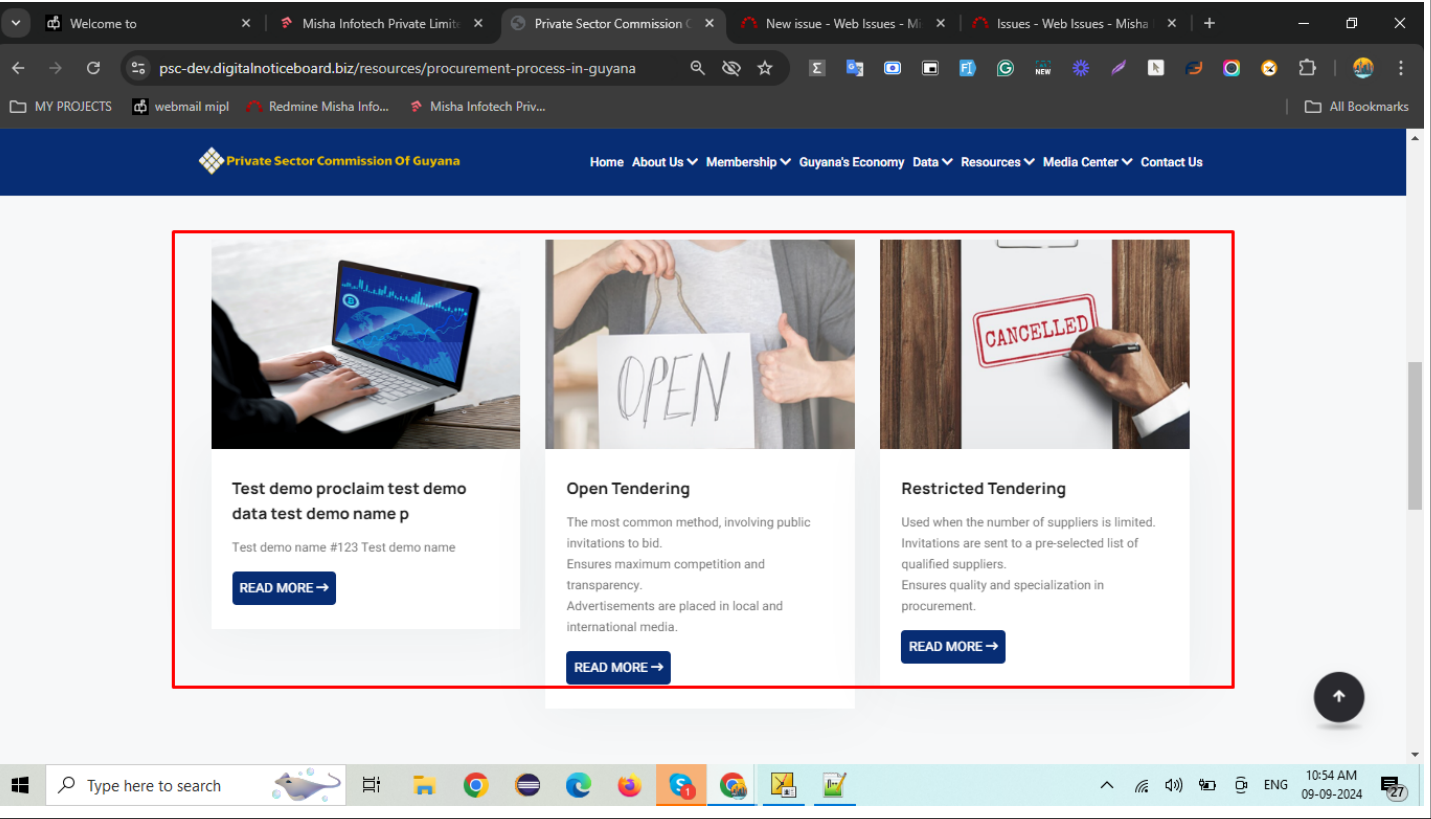 Welcome to
Misha Infotech Private Limite
Private Sector Commission
New issue - Web Issues - Mi
Issues - Web Issues - Misha
psc-dev.digitalnoticeboard.biz/resources/procurement-process-in-guyana
NEW
MY PROJECTS
webmail mipl
Redmine Misha Info...
Misha Infotech Priv...
All Bookmarks
Private Sector Commission Of Guyana
Home About Us Membership Guyana's Economy Data Resources Media Center Contact Us
OPEN
CANCELLED
Test demo proclaim test demo
data test demo name p
Test demo name #123 Test demo name
READ MORE →
Open Tendering
The most common method, involving public
invitations to bid.
Ensures maximum competition and
transparency.
Advertisements are placed in local and
international media.
READ MORE →
Restricted Tendering
Used when the number of suppliers is limited.
Invitations are sent to a pre-selected list of
qualified suppliers.
Ensures quality and specialization in
procurement.
READ MORE →
Type here to search
ENG
10:54 AM
09-09-2024
27